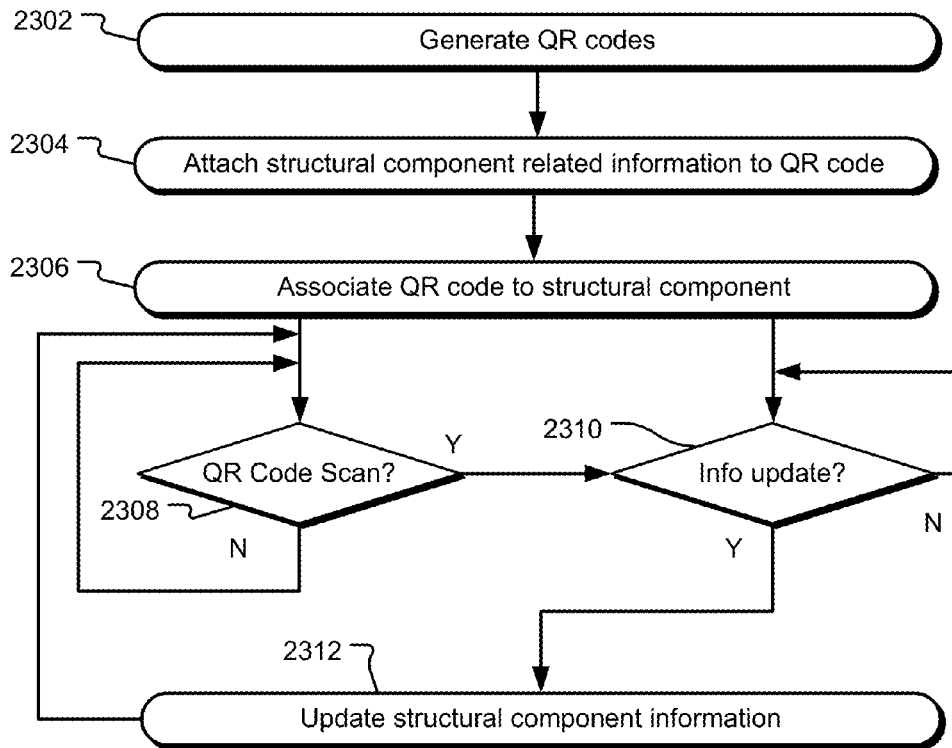 2302
Generate QR codes
2304
Attach structural component related information to QR code
2306
Associate QR code to structural component
QR Code Scan?
Y
2308
N
2310
Info update?
N
Y
2312
Update structural component information